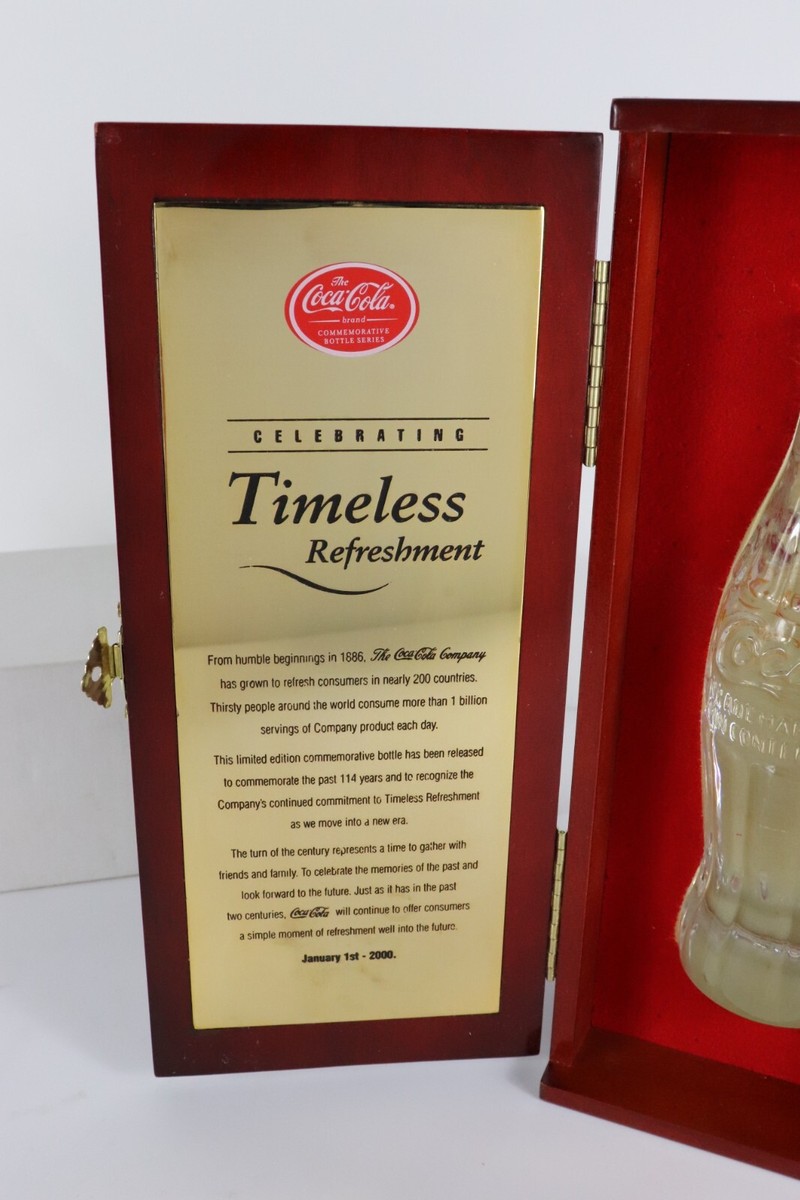 The
Coca-Cola®
brand
COMMEMORATIVE
BOTTLE SERIES
CELEBRATING
Timeless
Refreshment
From humble beginnings in 1886, The Coca-Cola Company
has grown to refresh consumers in nearly 200 countries.
Thirsty people around the world consume more than 1 billion
servings of Company product each day.
This limited edition commemorative bottle has been released
to commemorate the past 114 years and to recognize the
Company's continued commitment to Timeless Refreshment
as we move into a new era.
The turn of the century represents a time to gather with
friends and family. To celebrate the memories of the past and
look forward to the future. Just as it has in the past
two centuries, Coca-Cola will continue to offer consumers
a simple moment of refreshment well into the future.
January 1st - 2000.